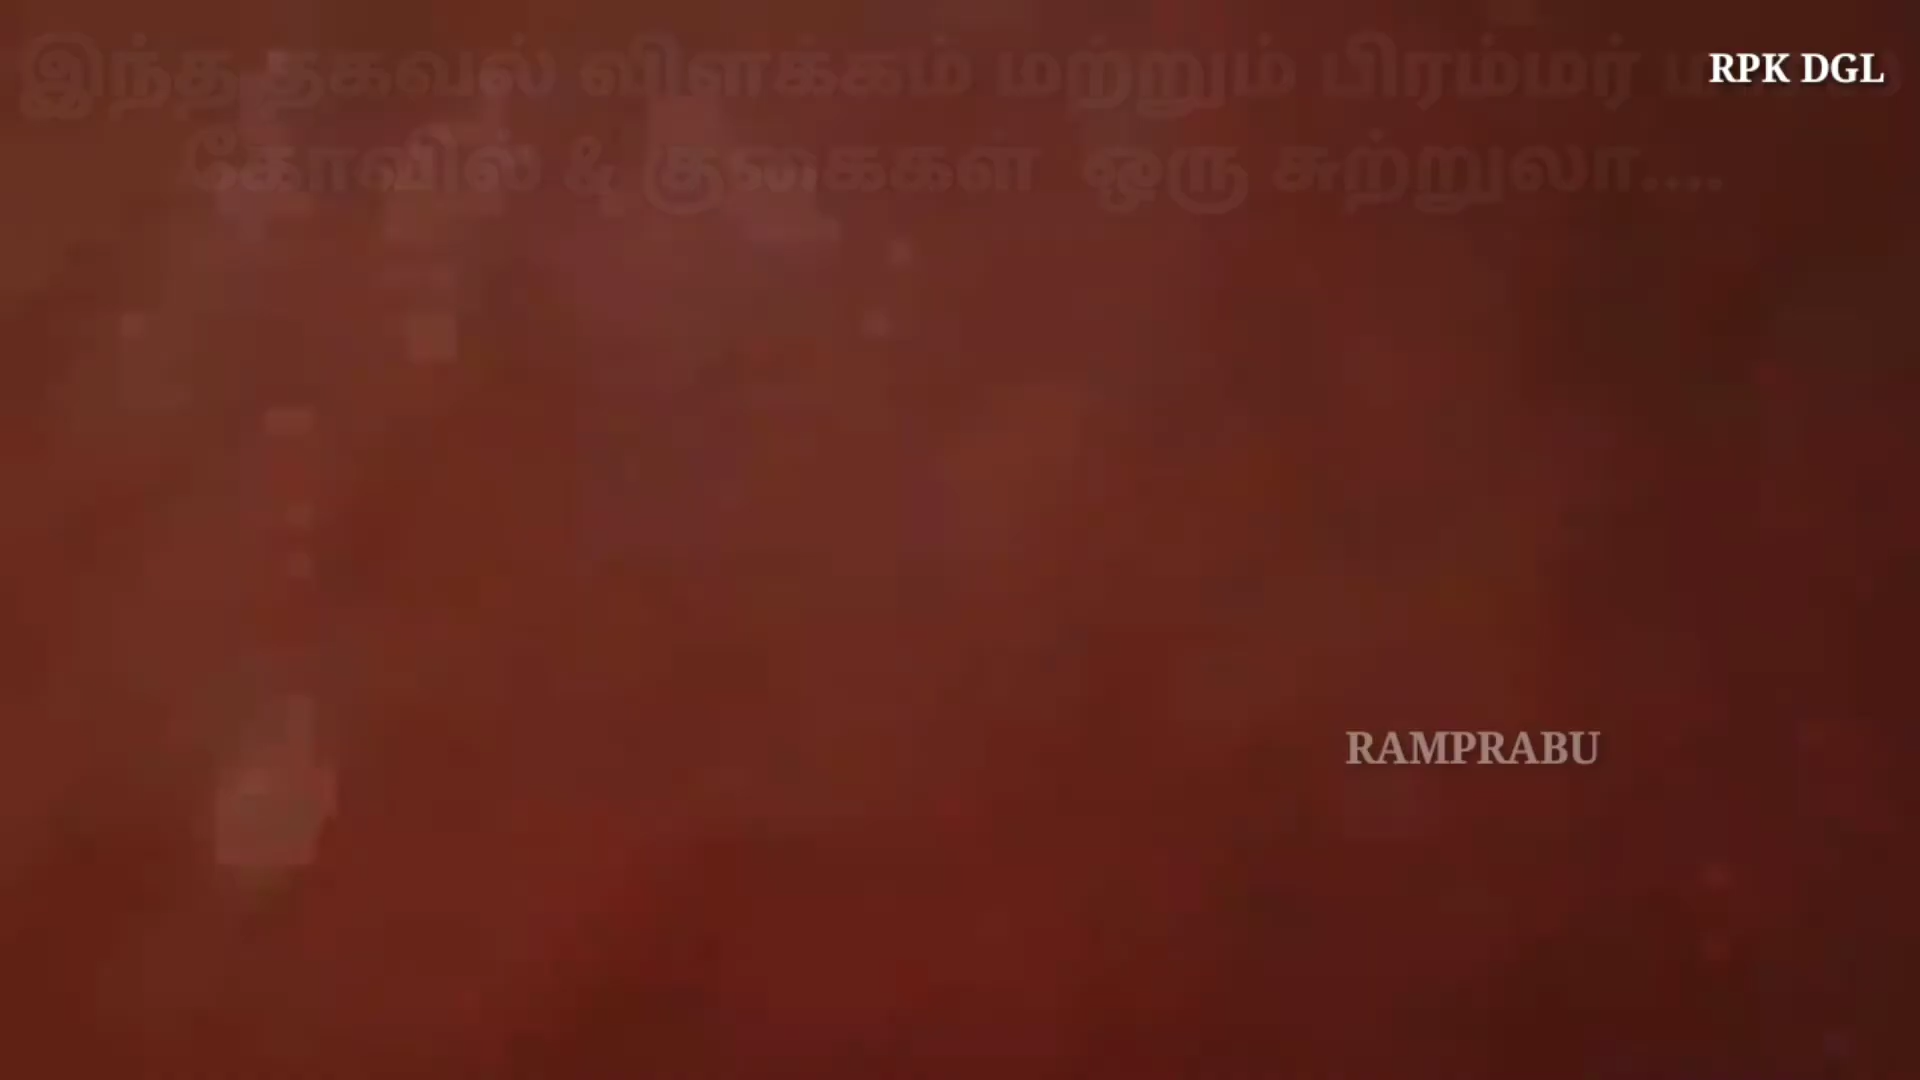 இந்த தகவல் விளக்கம் மற்றும் பிரம்மர்
RPK DGL
கோவில் & குகைகள் ஒரு சுற்றுலா....
RAMPRABU